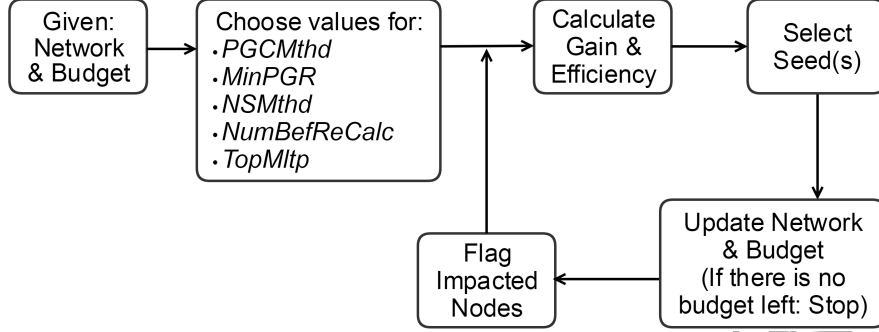 Given:
Network
& Budget
Choose values for:
• PGCMthd
• MinPGR
• NSMthd
• NumBefReCalc
• TopMltp
Calculate
Gain &
Efficiency
Select
Seed(s)
Update Network
& Budget
(If there is no
budget left: Stop)
Flag
Impacted
Nodes